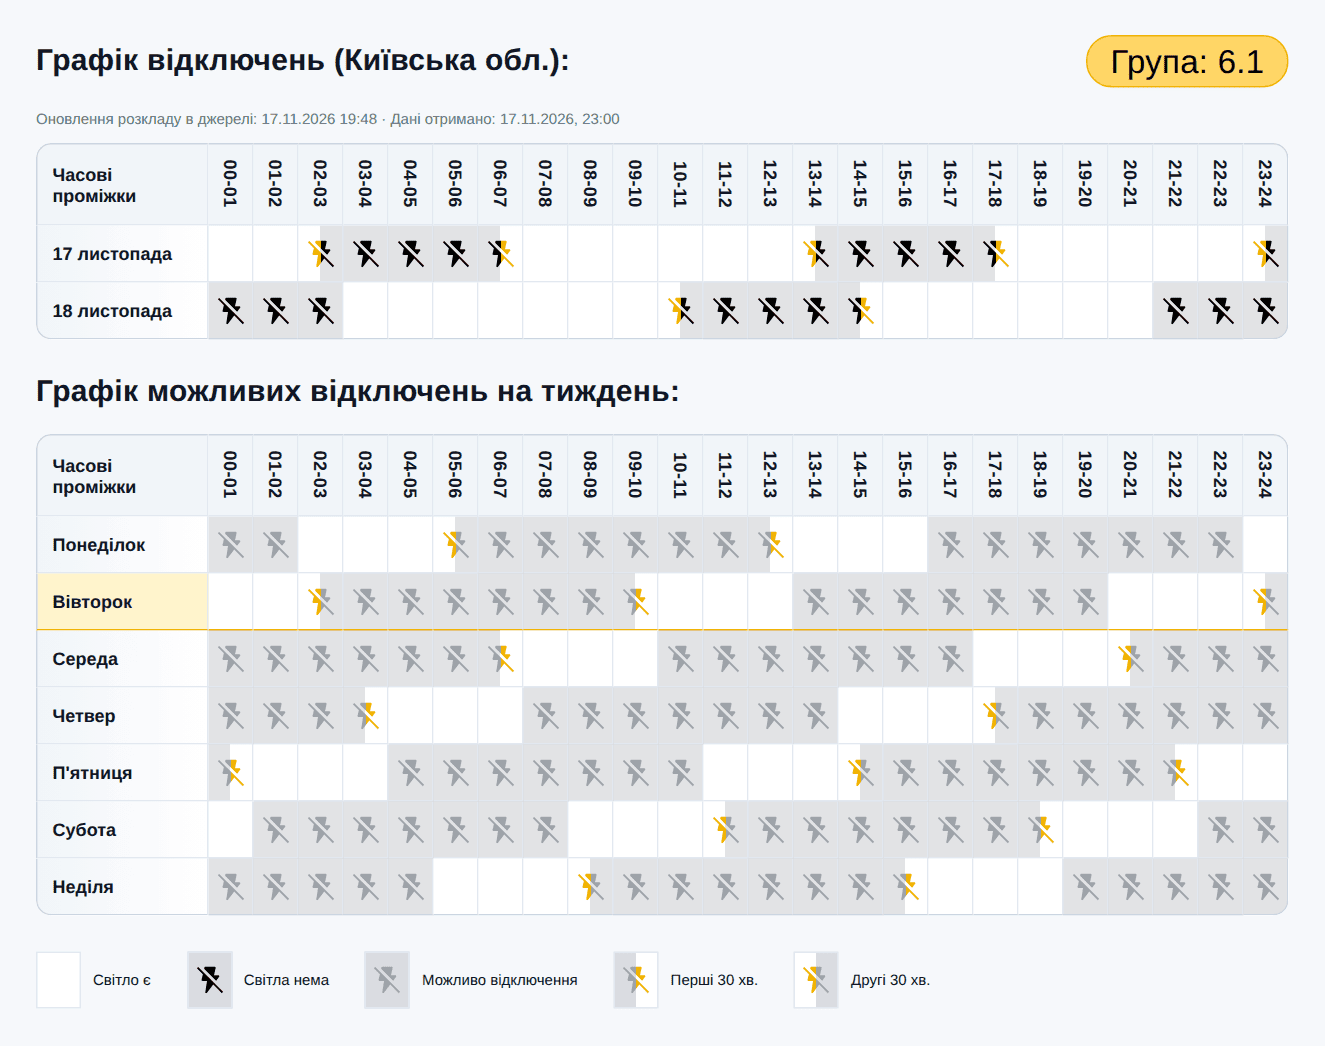 Графік відключень (Київська обл.):
Група: 6.1
Оновлення розкладу в джерелі: 17.11.2026 19:48 · Дані отримано: 17.11.2026, 23:00
Часові
проміжки
00-01 01-02 02-03 03-04 04-05 05-06 06-07 07-08 08-09 09-10 10-11 11-12 12-13 13-14 14-15 15-16 16-17 17-18 18-19 19-20 20-21 21-22 22-23 23-24
17 листопада
18 листопада
Графік можливих відключень на тиждень:
Часові
проміжки
00-01 01-02 02-03 03-04 04-05 05-06 06-07 07-08 08-09 09-10 10-11 11-12 12-13 13-14 14-15 15-16 16-17 17-18 18-19 19-20 20-21 21-22 22-23 23-24
Понеділок
Вівторок
Середа
Четвер
П'ятниця
Субота
Неділя
Світло є Світла нема Можливо відключення Перші 30 хв. Другі 30 хв.